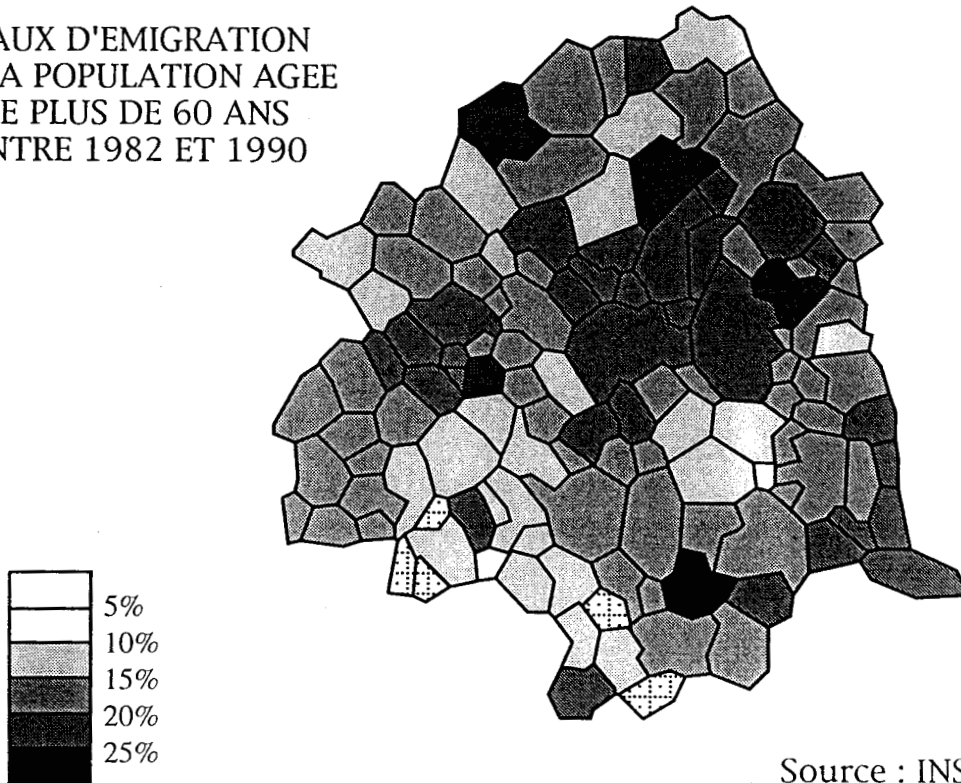 AUX D'EMIGRATION
A POPULATION AGEE
E PLUS DE 60 ANS
NTRE 1982 ET 1990
5%
10%
15%
20%
25%
Source : INS